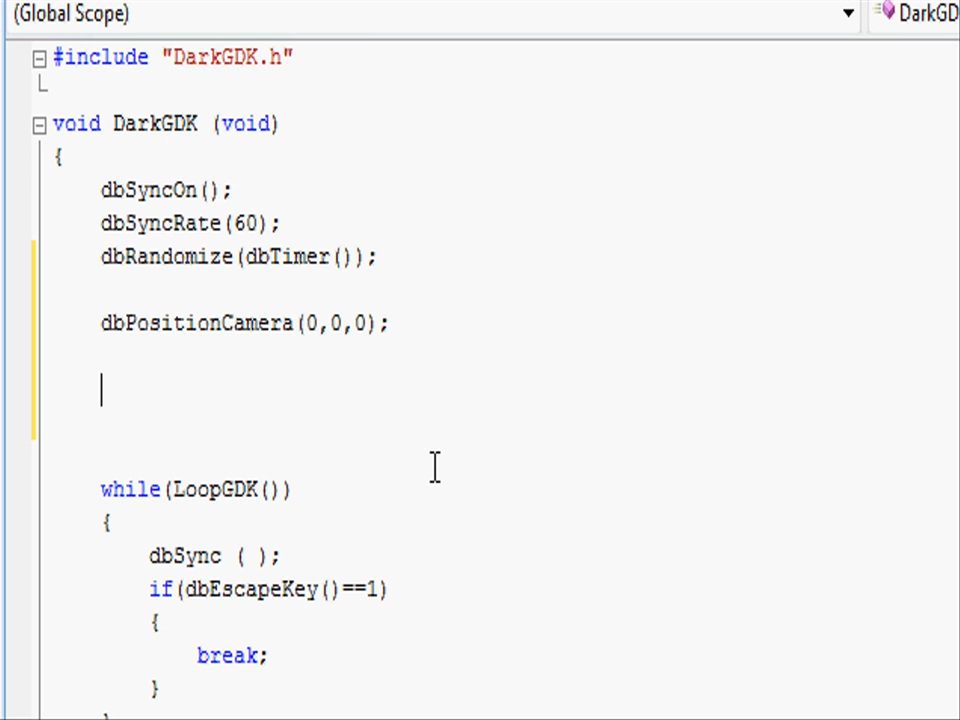 (Global Scope)
DarkGD
#include "DarkGDK.h"
void DarkGDK (void)
{
dbSyncOn();
dbSyncRate(60);
dbRandomize(dbTimer());
dbPositionCamera(0,0,0);
while(LoopGDK())
{
dbSync ( );
if(dbEscapeKey()==1)
{
break;
}
}